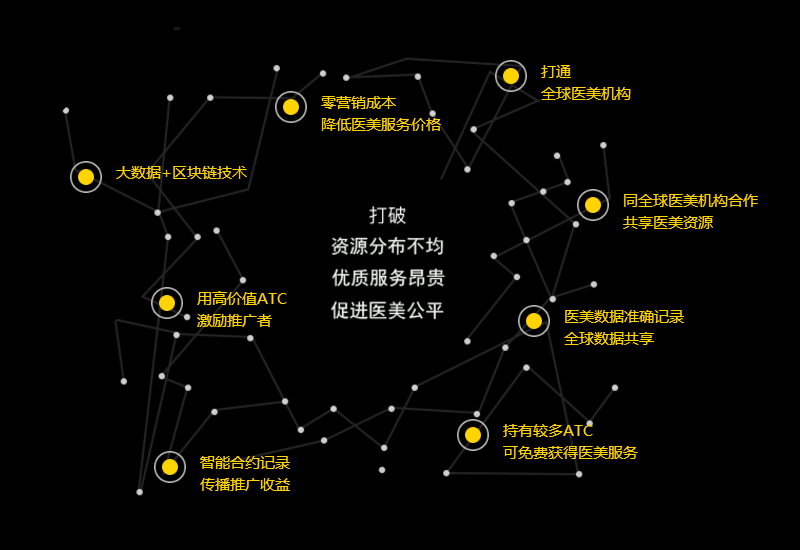 打通
全球医美机构
零营销成本
降低医美服务价格
大数据+区块链技术
同全球医美机构合作
共享医美资源
打破
资源分布不均
优质服务昂贵
促进医美公平
用高价值ATC
激励推广者
医美数据准确记录
全球数据共享
持有较多ATC
可免费获得医美服务
智能合约记录
传播推广收益